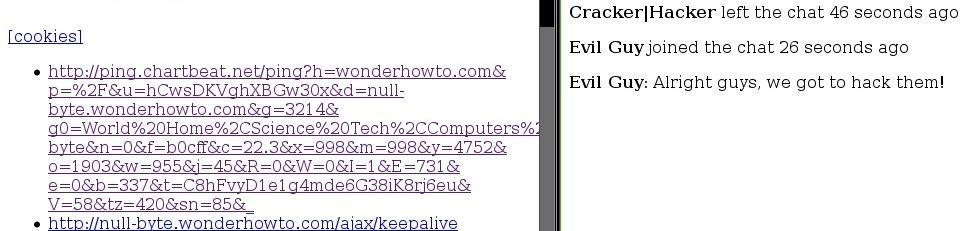 [cookies]
http://ping.chartbeat.net/ping?h=wonderhowto.com&
p=%2F&u=hCwsDKVghXBGw30x&d=null-
byte.wonderhowto.com&g=3214&
g0=World%20Home%2CScience%20Tech%2CComputers%2
byte&n=0&f=b0cff&c=22.3&x=998&m=998&y=4752&
o=1903&w=955&j=45&R=0&W=0&I=1&E=731&
e=0&b=337&t=C8hFvyD1e1g4mde6G38iK8rj6eu&
V=58&tz=420&sn=85&_
http://null-byte.wonderhowto.com/ajax/keepalive
Cracker|Hacker left the chat 46 seconds ago
Evil Guy joined the chat 26 seconds ago
Evil Guy: Alright guys, we got to hack them!